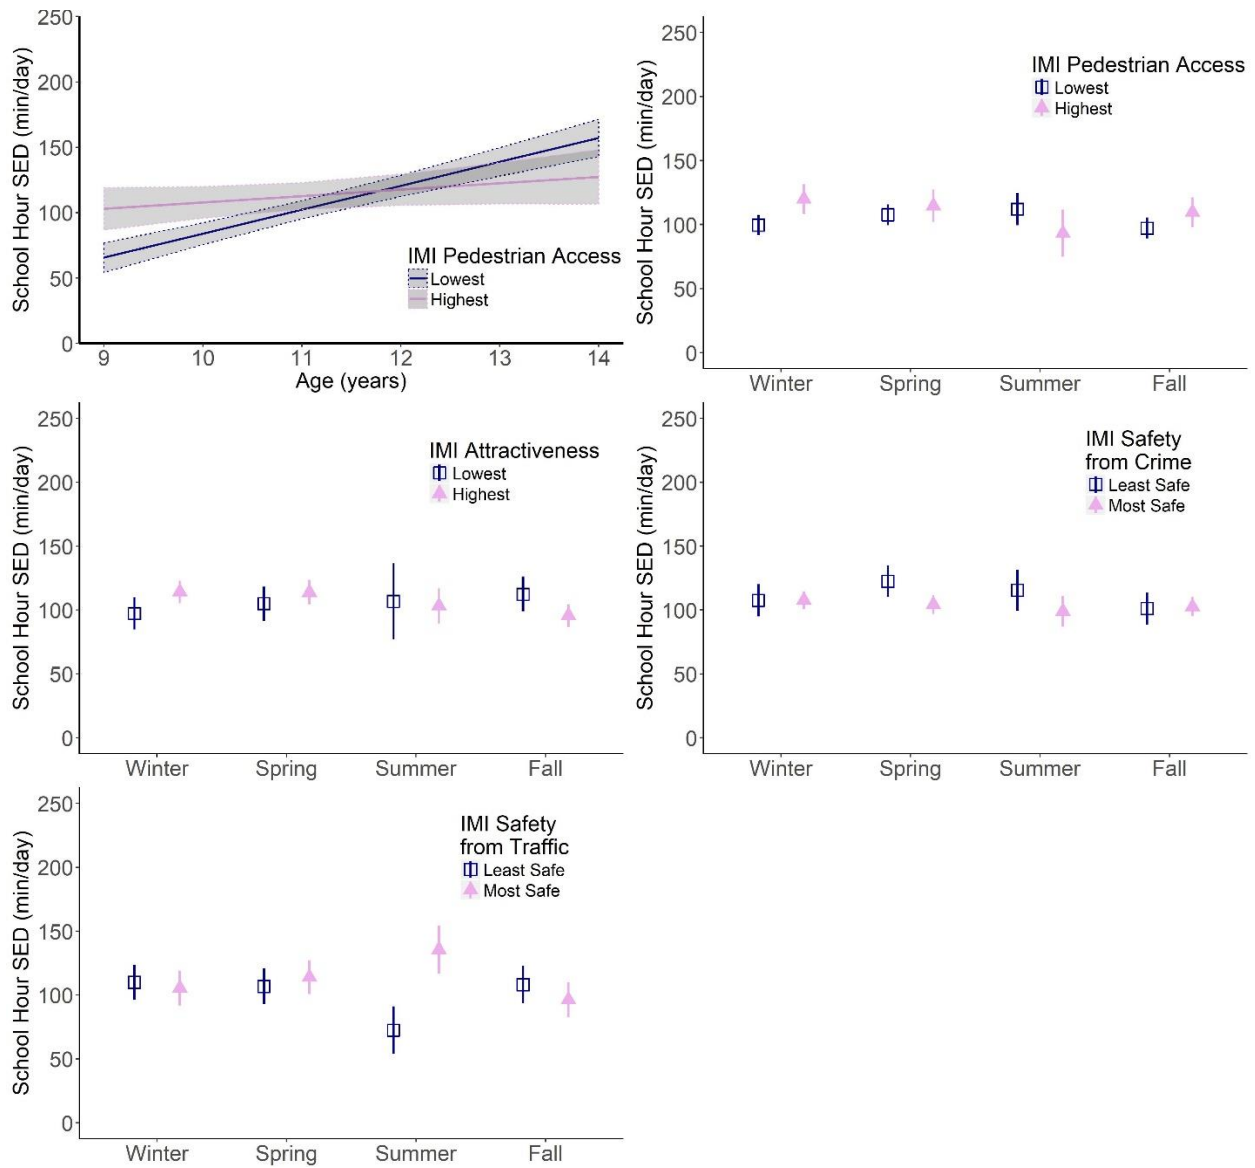 School Hour SED (min/day)
250
200
150
100
50
0
9 10 11 12 13 14
Age (years)
IMI Pedestrian Access
Lowest
Highest
School Hour SED (min/day)
250
200
150
100
50
0
Winter Spring Summer Fall
IMI Pedestrian Access
Lowest
Highest
School Hour SED (min/day)
250
200
150
100
50
0
Winter Spring Summer Fall
IMI Attractiveness
Lowest
Highest
School Hour SED (min/day)
250
200
150
100
50
0
Winter Spring Summer Fall
IMI Safety
from Crime
Least Safe
Most Safe
School Hour SED (min/day)
250
200
150
100
50
0
Winter Spring Summer Fall
IMI Safety
from Traffic
Least Safe
Most Safe